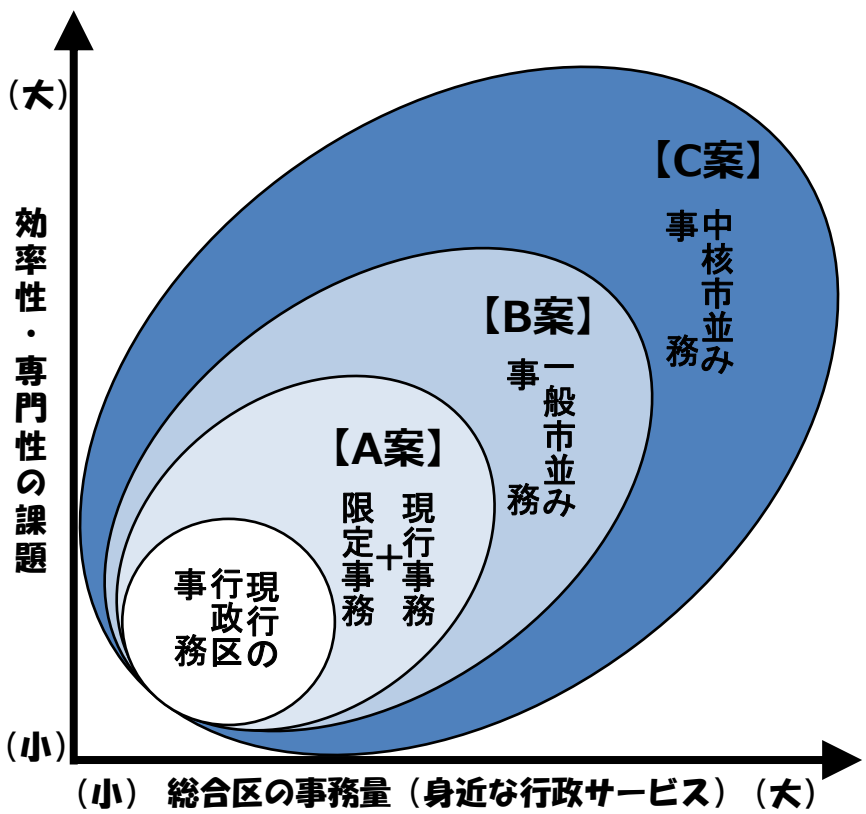 （大）
効率性・専門性の課題
（小）
【C案】
中核市並み
事務
【B案】
一般市並み
事務
【A案】
現行事務
＋
限定事務
現行の
行政区
事務
（小） 総合区の事務量（身近な行政サービス）（大）